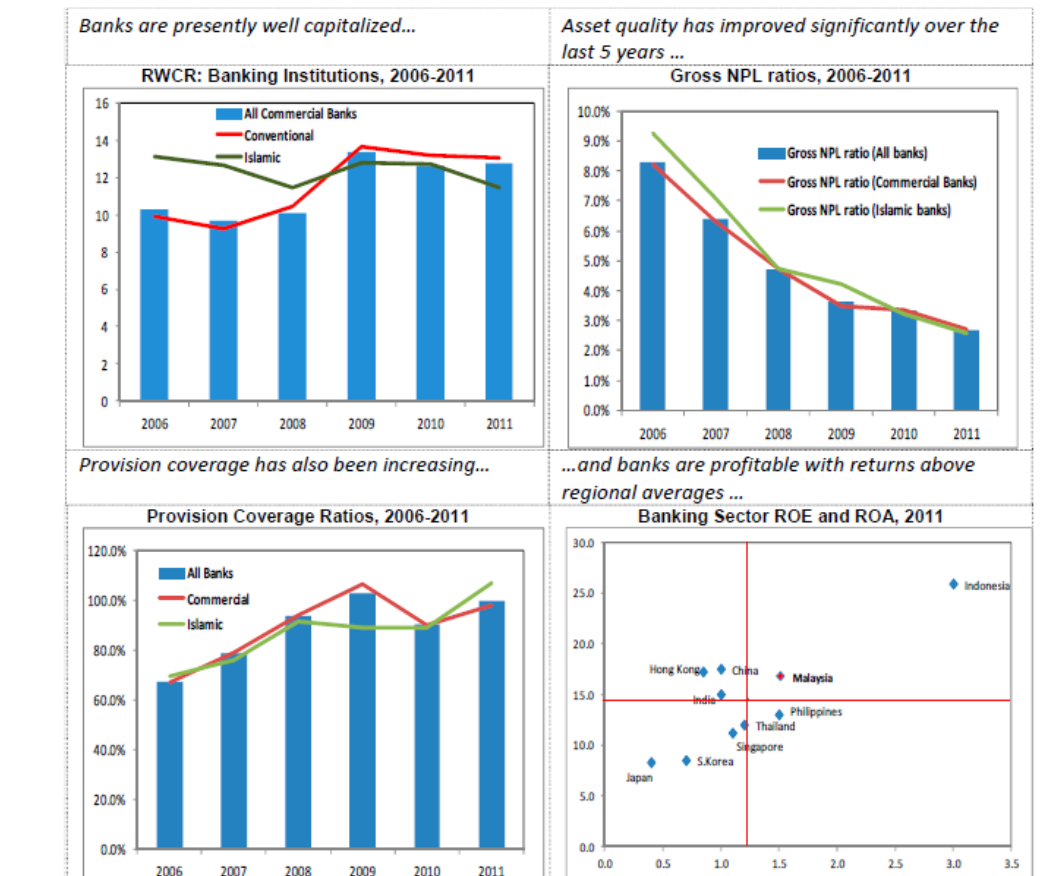 Banks are presently well capitalized...
Asset quality has improved significantly over the
last 5 years ...
RWCR: Banking Institutions, 2006-2011
16
14
12
10
8
6
4
2
0
All Commercial Banks
Conventional
Islamic
2006 2007 2008 2009 2010 2011
Gross NPL ratios, 2006-2011
10.0%
9.0%
8.0%
7.0%
6.0%
5.0%
4.0%
3.0%
2.0%
1.0%
0.0%
Gross NPL ratio (All banks)
Gross NPL ratio (Commercial Banks)
Gross NPL ratio (Islamic banks)
2006 2007 2008 2009 2010 2011
Provision coverage has also been increasing...
...and banks are profitable with returns above
regional averages ...
Provision Coverage Ratios, 2006-2011
120.0%
100.0%
80.0%
60.0%
40.0%
20.0%
0.0%
All Banks
Commercial
Islamic
2006 2007 2008 2009 2010 2011
Banking Sector ROE and ROA, 2011
30.0
25.0
20.0
15.0
10.0
5.0
0.0
Indonesia
Hong Kong
China
Malaysia
India
Philippines
Thailand
Singapore
S.Korea
Japan
0.0 0.5 1.0 1.5 2.0 2.5 3.0 3.5